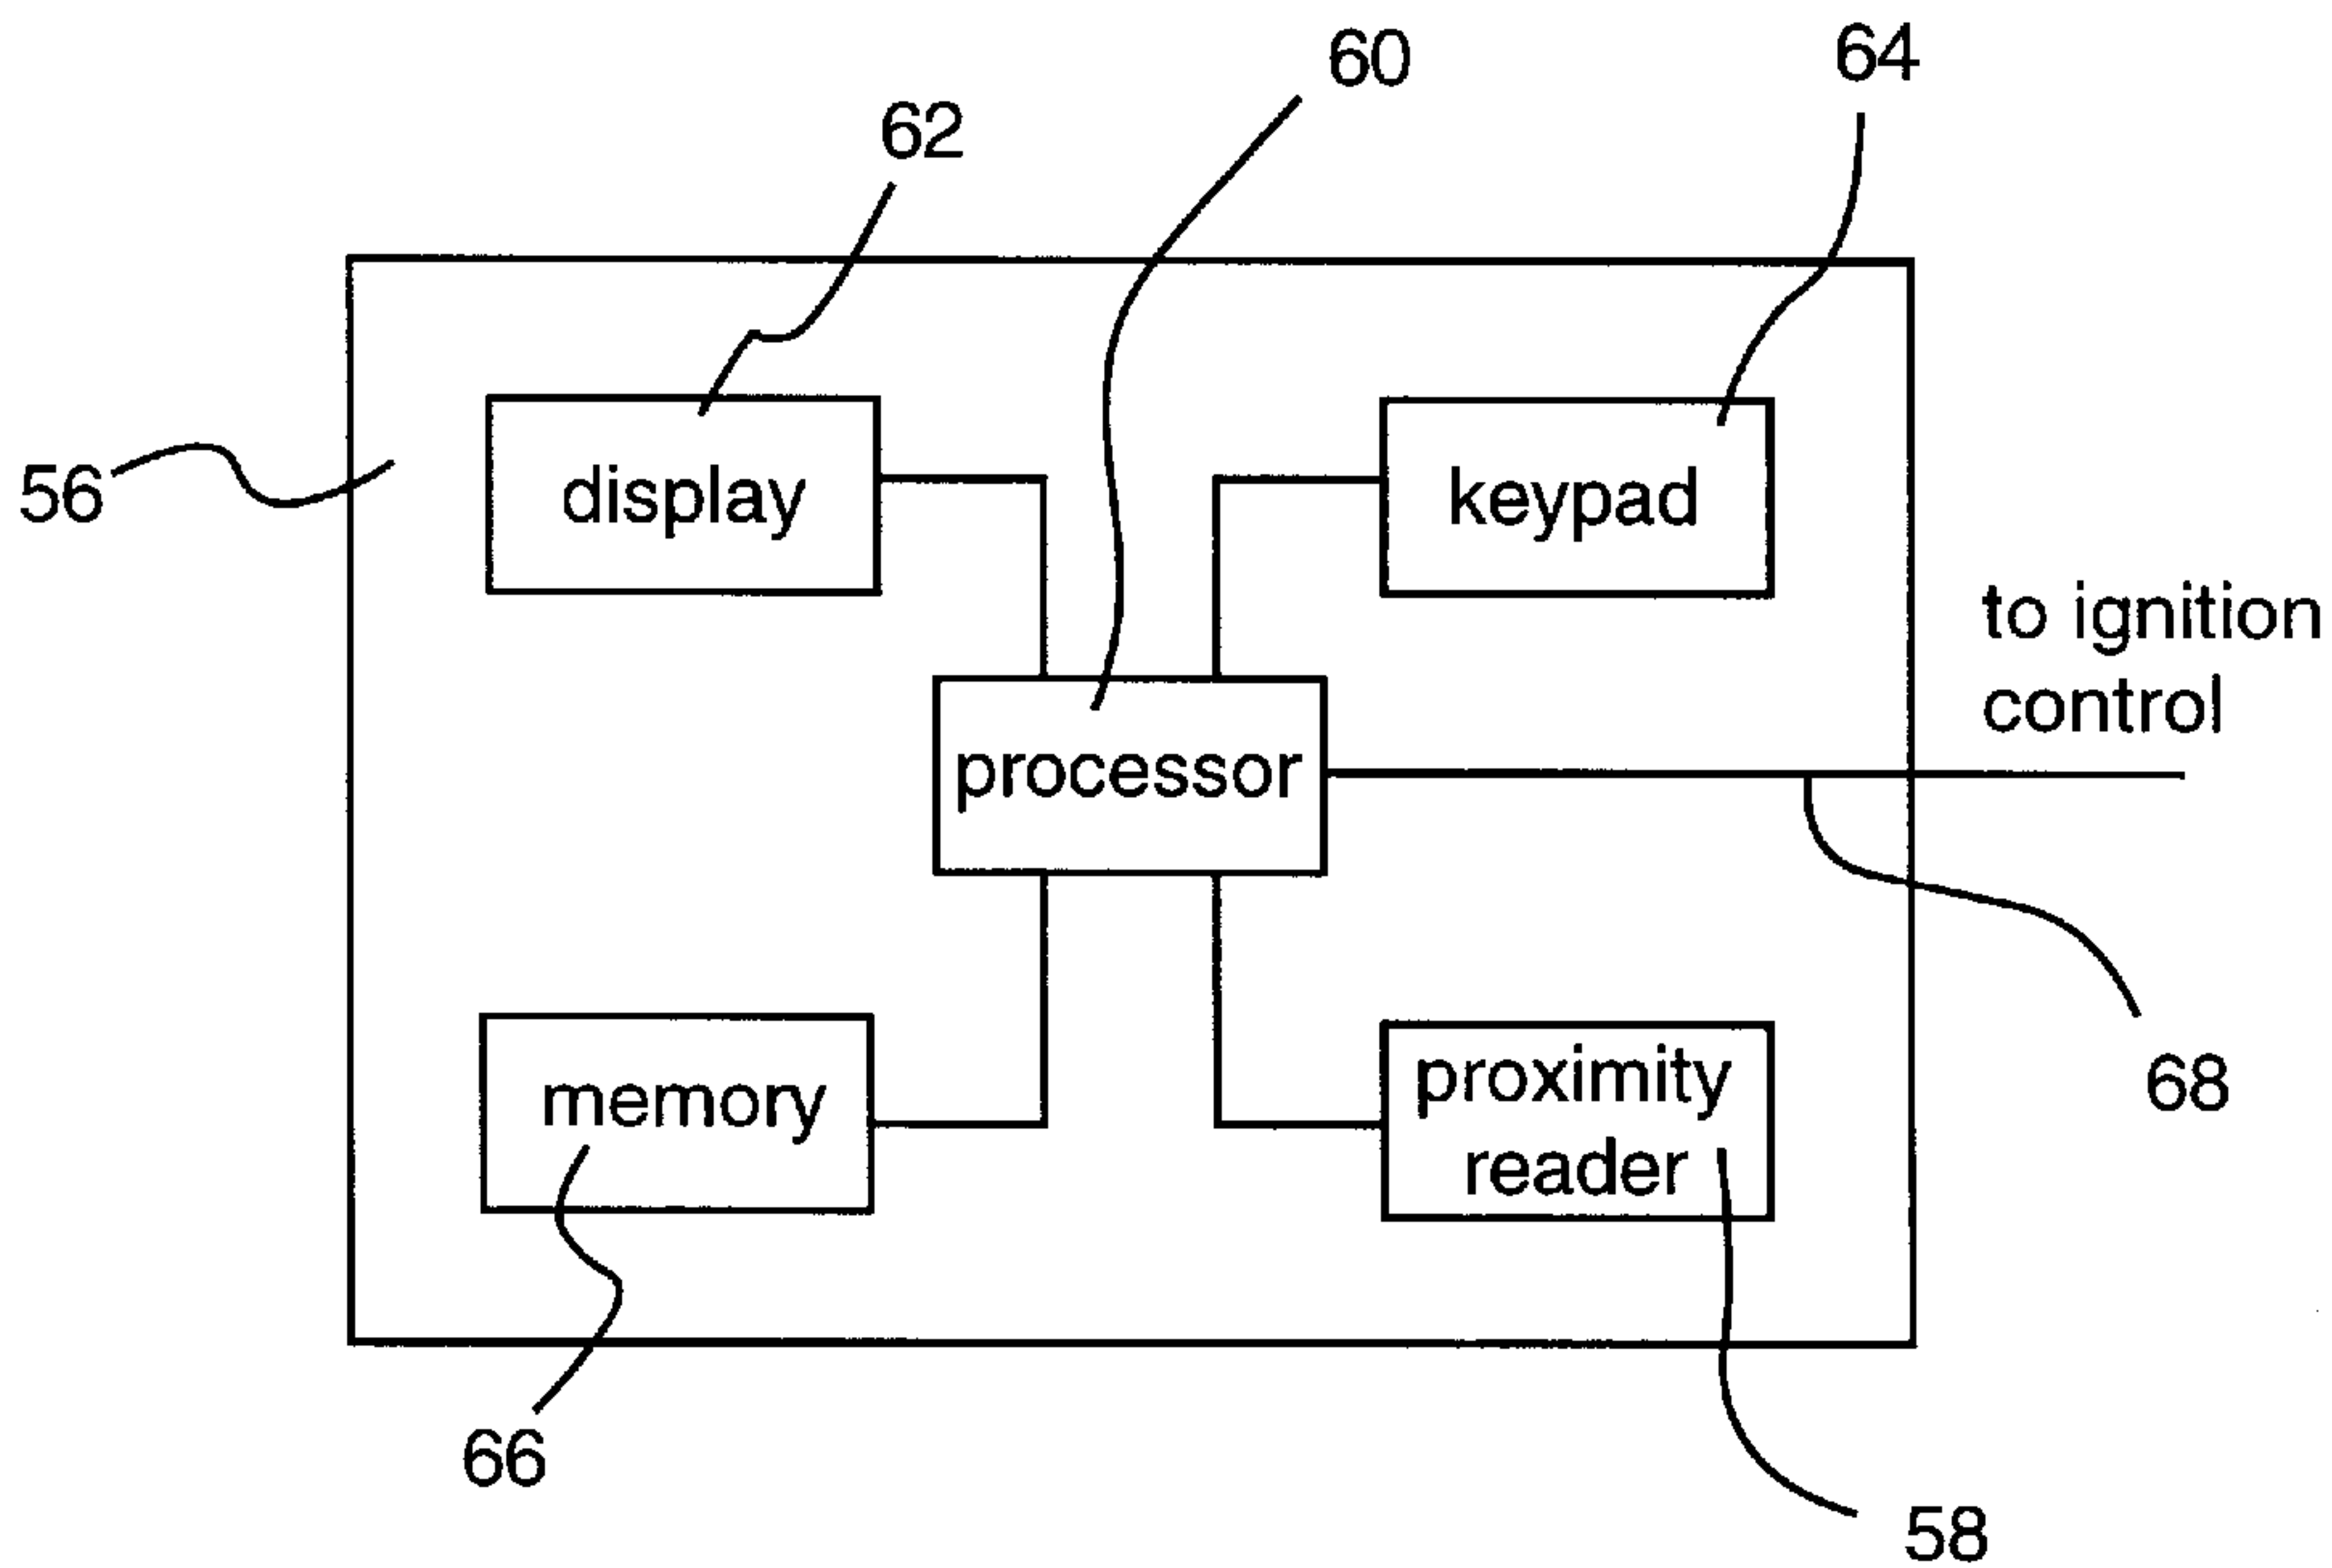 60
64
62
56
display
keypad
to ignition
control
processor
68
memory
proximity
reader
66
58